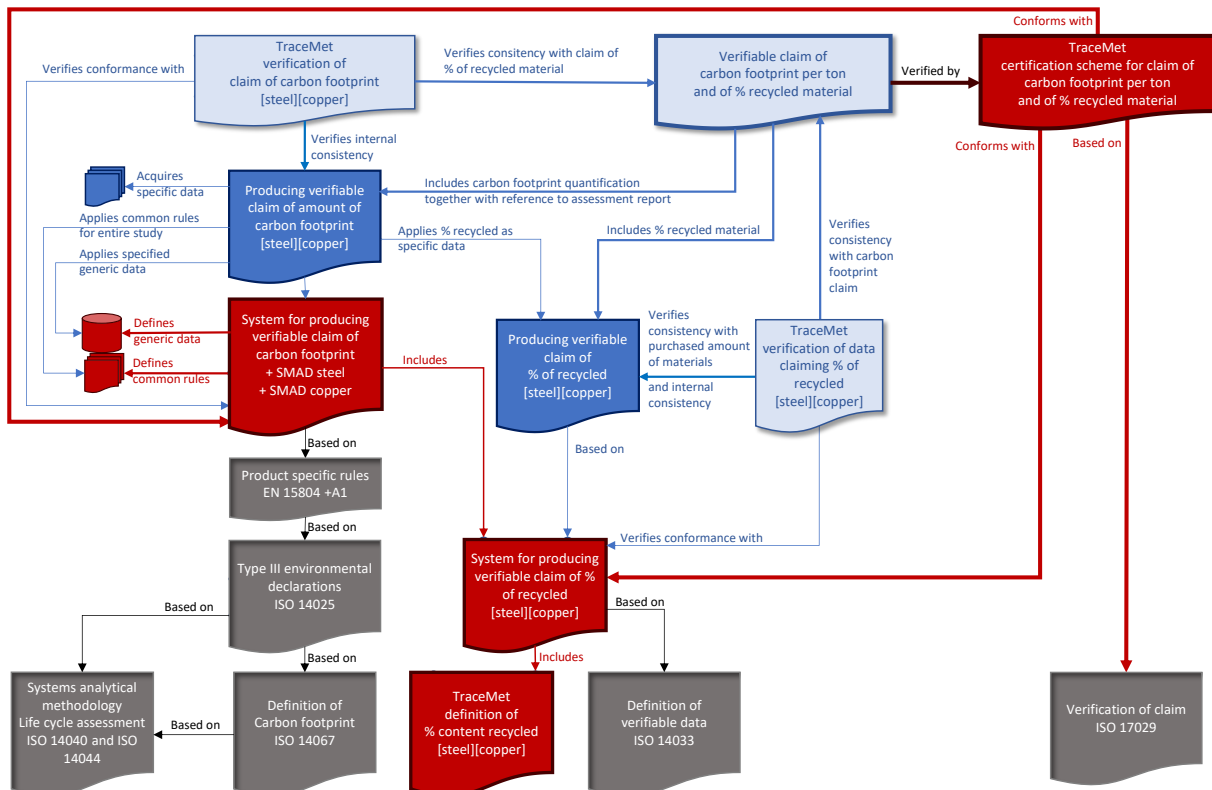 Conforms with
TraceMet
verification of
claim of carbon footprint
[steel][copper]
Verifies conformance with
Verifies consitency with claim of
% of recycled material
Verifiable claim of
carbon footprint per ton
and of % recycled material
Verified by
TraceMet
certification scheme for claim of
carbon footprint per ton
and of % recycled material
Verifies internal
consistency
Conforms with
Based on
Acquires
specific data
Producing verifiable
claim of amount of
carbon footprint
[steel][copper]
Includes carbon footprint quantification
together with reference to assessment report
Applies common rules
for entire study
Applies % recycled as
specific data
Includes % recycled material
Verifies
consistency
with carbon
footprint
claim
Applies specified
generic data
Defines
generic data
Defines
common rules
System for producing
verifiable claim of
carbon footprint
+ SMAD steel
+ SMAD copper
Includes
Producing verifiable
claim of
% of recycled
[steel][copper]
Verifies
consistency with
purchased amount
of materials
and internal
consistency
TraceMet
verification of data
claiming % of
recycled
[steel][copper]
Based on
Based on
Product specific rules
EN 15804 +A1
Based on
Verifies conformance with
Type III environmental
declarations
ISO 14025
System for producing
verifiable claim of %
of recycled
[steel][copper]
Based on
Based on
Based on
Includes
Systems analytical
methodology
Life cycle assessment
ISO 14040 and ISO
14044
Based on
Definition of
Carbon footprint
ISO 14067
TraceMet
definition of
% content recycled
[steel][copper]
Definition of
verifiable data
ISO 14033
Verification of claim
ISO 17029